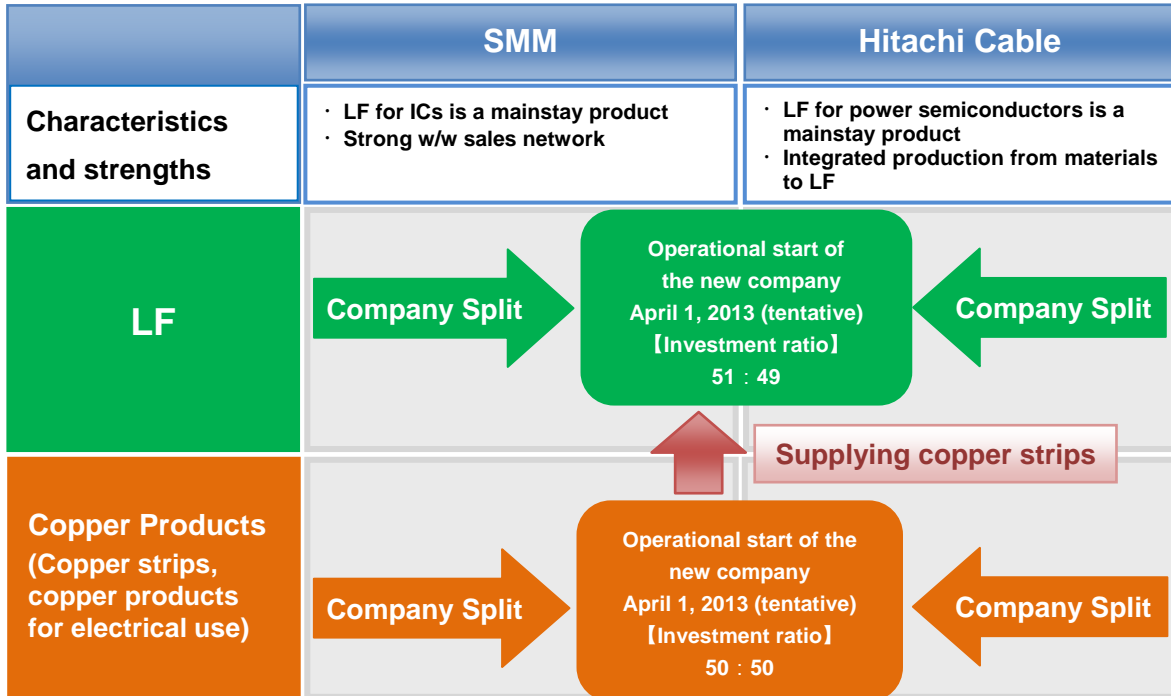 SMM
Hitachi Cable
Characteristics
and strengths
· LF for ICs is a mainstay product
· Strong w/w sales network
· LF for power semiconductors is a
mainstay product
· Integrated production from materials
to LF
LF
Company Split
Operational start of
the new company
April 1, 2013 (tentative)
【Investment ratio】
51：49
Company Split
Supplying copper strips
Copper Products
(Copper strips,
copper products
for electrical use)
Company Split
Operational start of the
new company
April 1, 2013 (tentative)
【Investment ratio】
50：50
Company Split